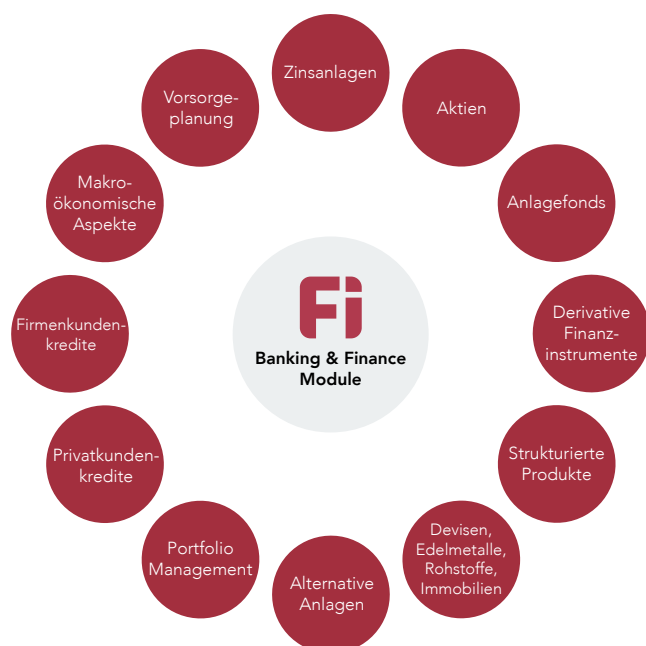 Zinsanlagen
Aktien
Anlagefonds
Derivative
Finanz-
instrumente
Strukturierte
Produkte
Devisen,
Edelmetalle,
Rohstoffe,
Immobilien
Alternative
Anlagen
Portfolio
Management
Privatkunden-
kredite
Firmenkunden-
kredite
Makro-
ökonomische
Aspekte
Vorsorge-
planung
Fi
Banking & Finance
Module